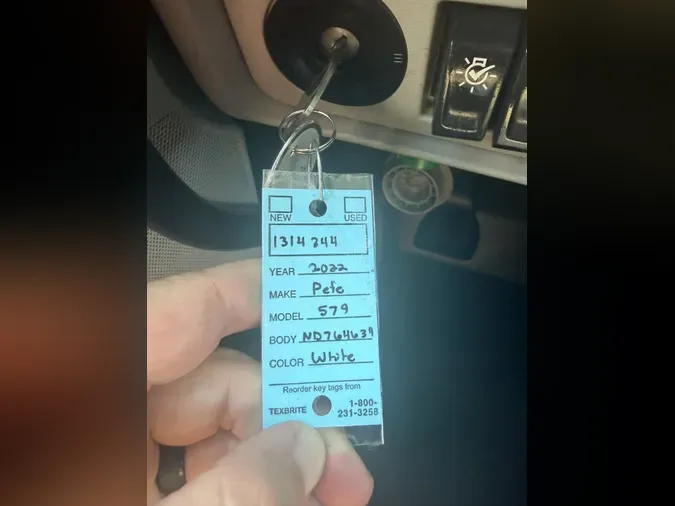 NEW USED
1314244
YEAR 2022
MAKE Pete
MODEL 579
BODY ND764639
COLOR White
Reorder key tags from
TEXBRITE 1-800-
231-3258